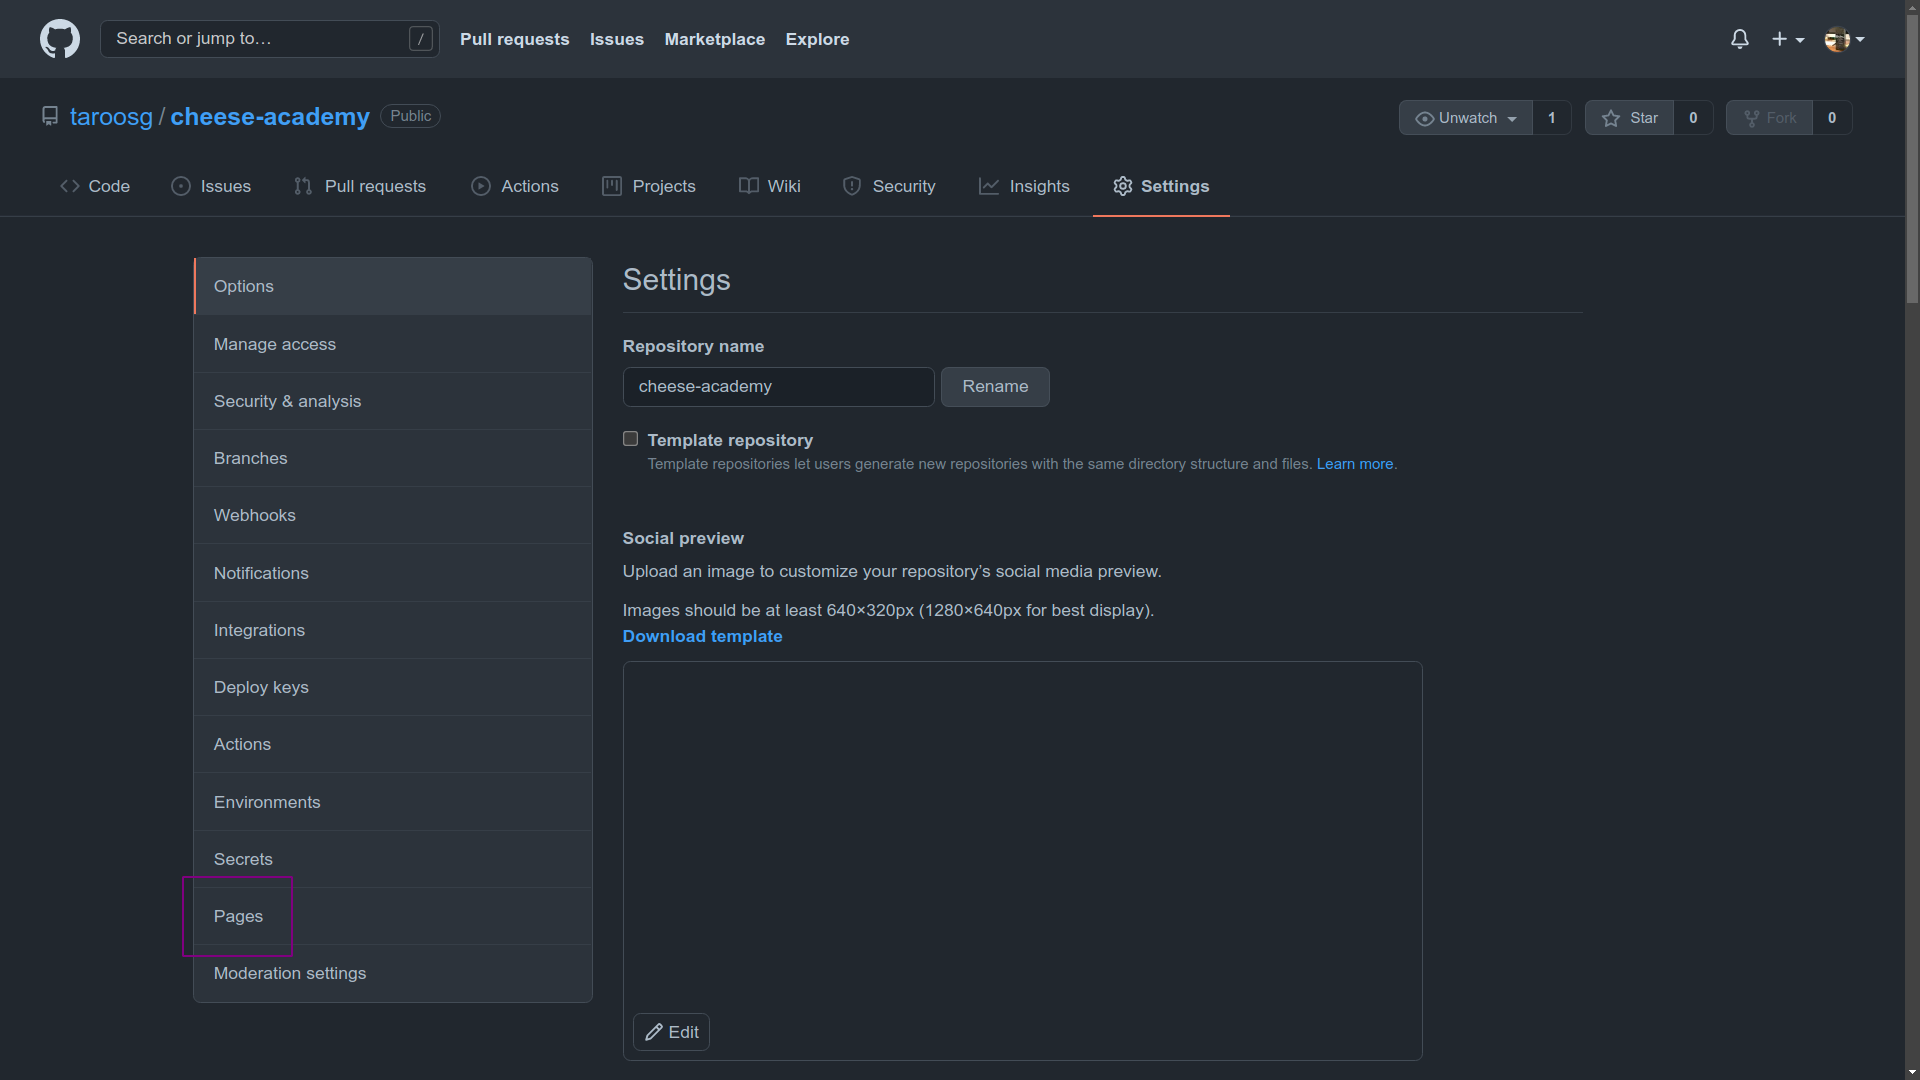 Search or jump to… / Pull requests Issues Marketplace Explore
taroosg / cheese-academy Public Unwatch 1 Star 0 Fork 0
Code Issues Pull requests Actions Projects Wiki Security Insights Settings
Options
Manage access
Security & analysis
Branches
Webhooks
Notifications
Integrations
Deploy keys
Actions
Environments
Secrets
Pages
Moderation settings
Settings
Repository name
cheese-academy Rename
Template repository
Template repositories let users generate new repositories with the same directory structure and files. Learn more.
Social preview
Upload an image to customize your repository’s social media preview.
Images should be at least 640×320px (1280×640px for best display).
Download template
Edit